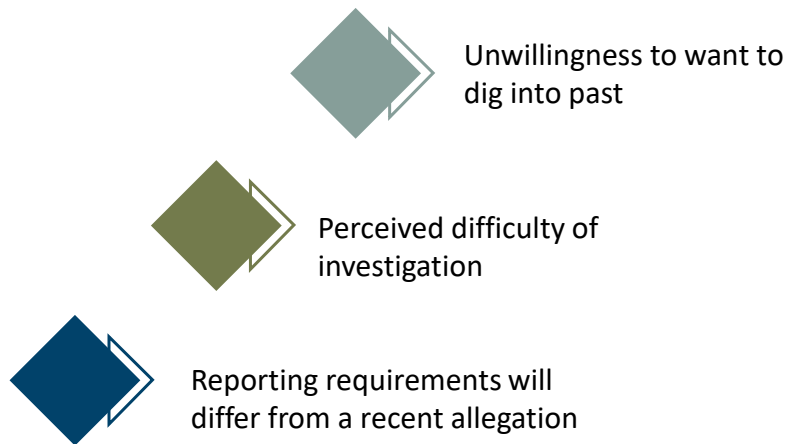 Unwillingness to want to
dig into past
Perceived difficulty of
investigation
Reporting requirements will
differ from a recent allegation